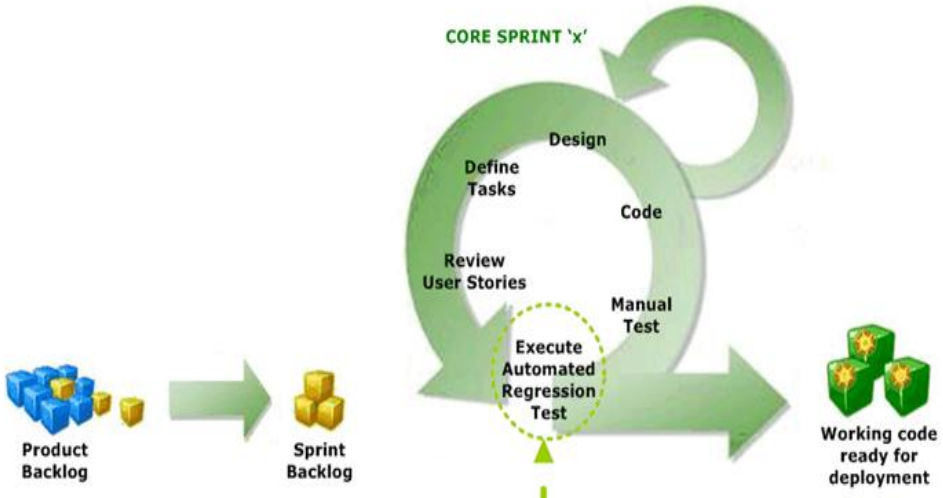 CORE SPRINT ‘x’
Design
Define
Tasks
Code
Review
User Stories
Manual
Test
Execute
Automated
Regression
Test
Product
Backlog
Sprint
Backlog
Working code
ready for
deployment